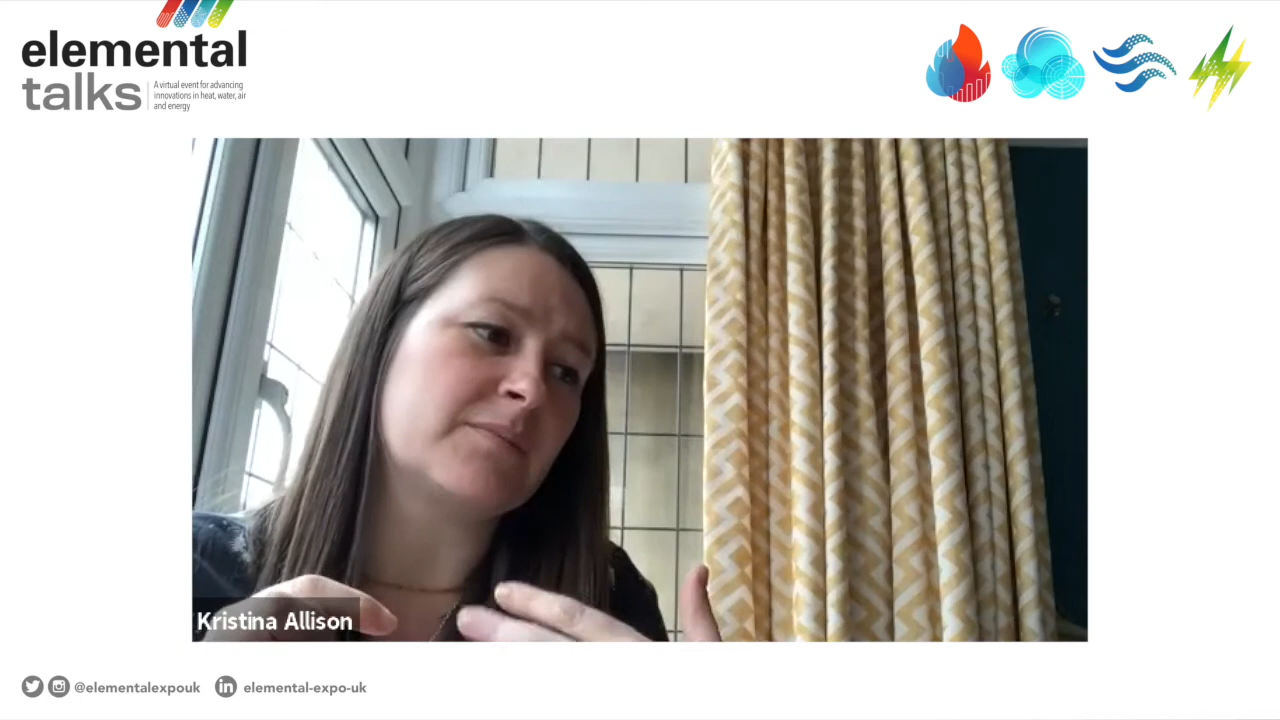 elemental
talks
A virtual event for advancing
innovations in heat, water, air
and energy
Kristina Allison
@elementalexpouk
elemental-expo-uk